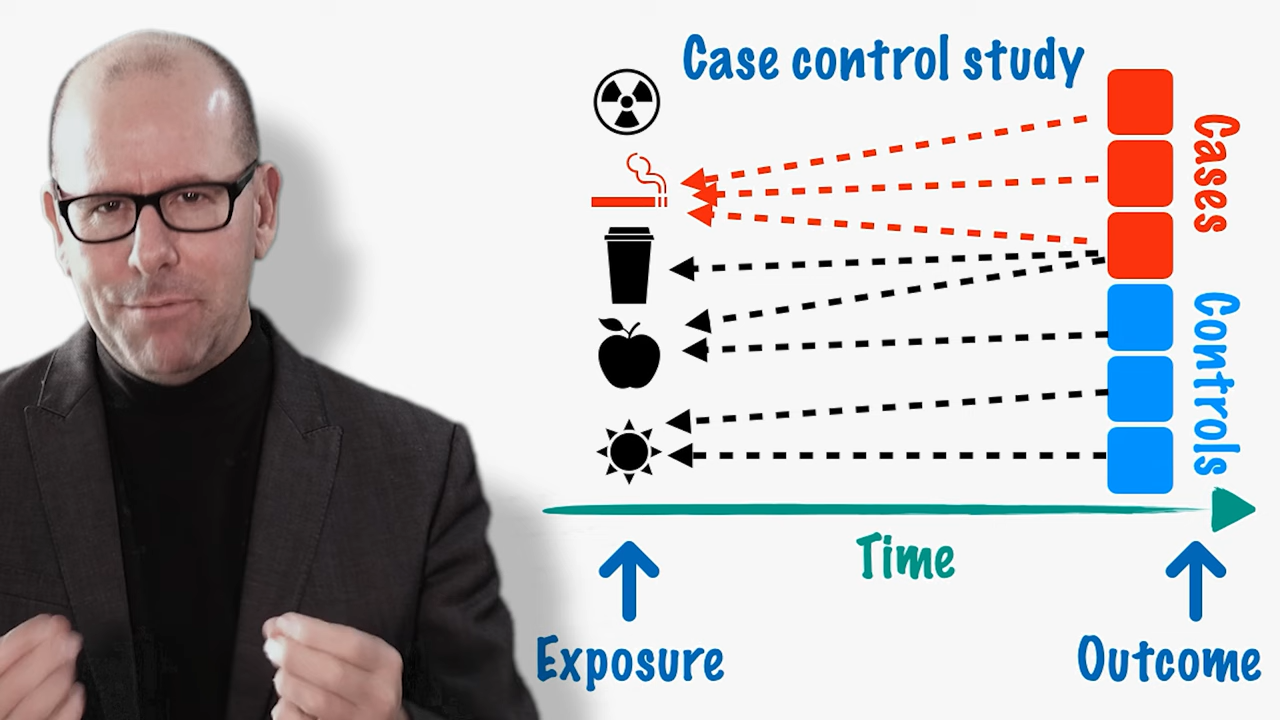 Case control study
Cases
Controls
Time
Exposure
Outcome